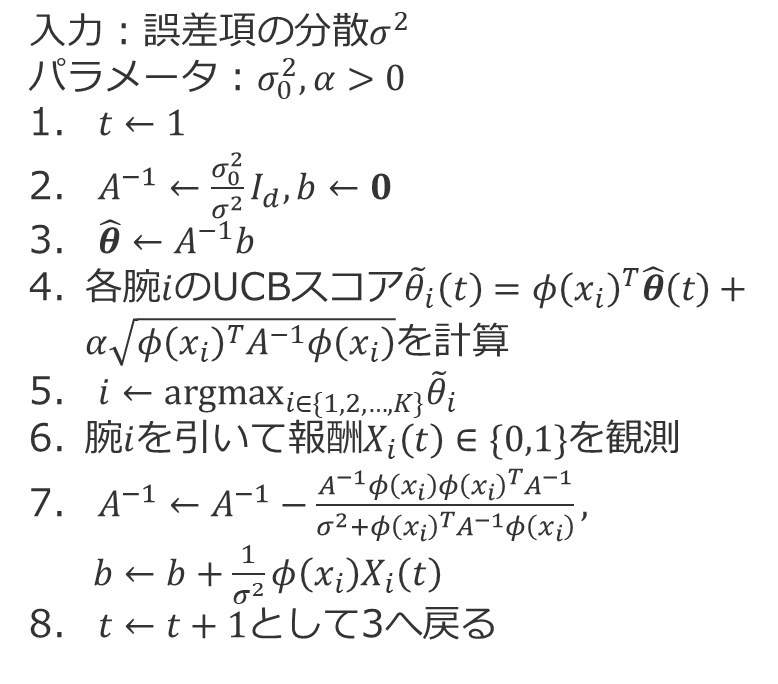 入力：誤差項の分散σ²
パラメータ：σ₀², α > 0
1. t ← 1
2. A⁻¹ ← σ₀²/σ² I_d, b ← 𝟎
3. 𝜽̂ ← A⁻¹b
4. 各腕iのUCBスコアθ̃ᵢ(t) = ϕ(xᵢ)ᵀ𝜽̂(t) +
α√(ϕ(xᵢ)ᵀA⁻¹ϕ(xᵢ))を計算
5. i ← argmax_{i∈{1,2,…,K}} θ̃ᵢ
6. 腕iを引いて報酬Xᵢ(t) ∈ {0,1}を観測
7. A⁻¹ ← A⁻¹ − (A⁻¹ϕ(xᵢ)ϕ(xᵢ)ᵀA⁻¹)/(σ²+ϕ(xᵢ)ᵀA⁻¹ϕ(xᵢ)),
b ← b + 1/σ² ϕ(xᵢ)Xᵢ(t)
8. t ← t + 1として3へ戻る